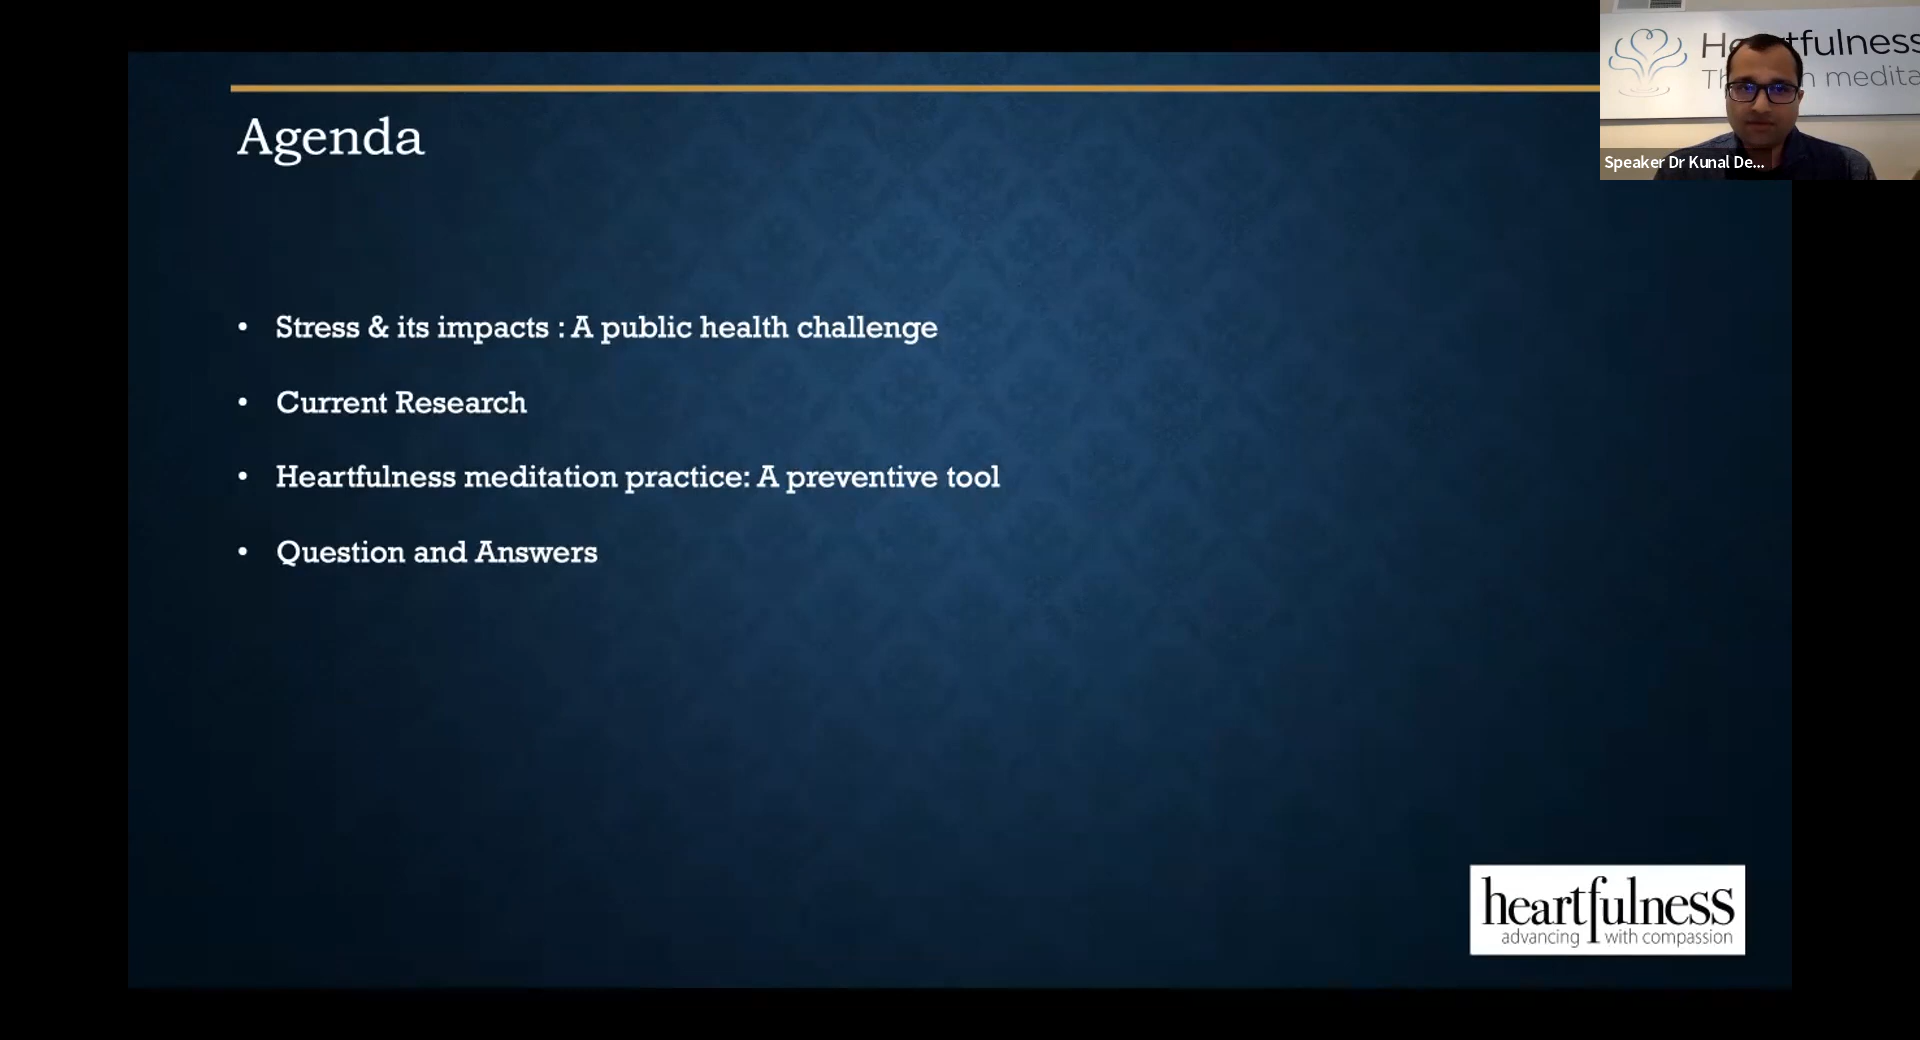 Agenda
• Stress & its impacts : A public health challenge
• Current Research
• Heartfulness meditation practice: A preventive tool
• Question and Answers
heartfulness
advancing with compassion
Speaker Dr Kunal De...